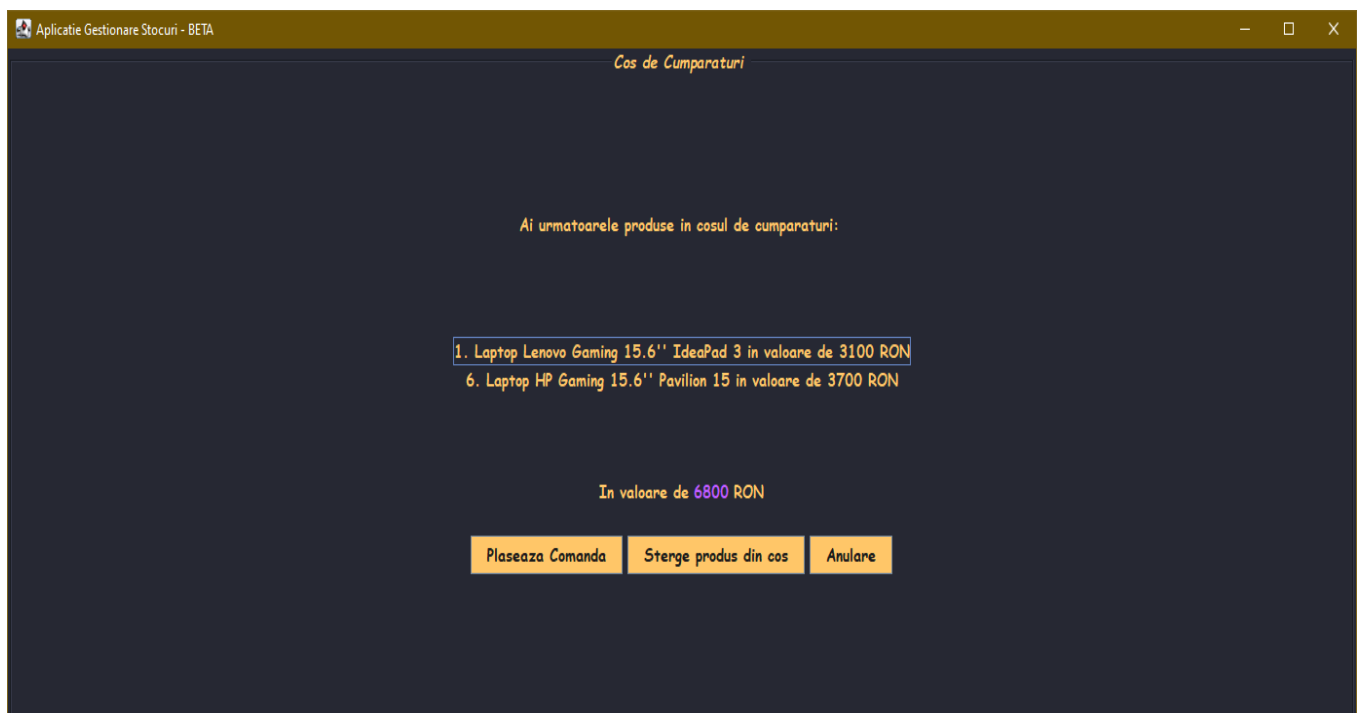 Aplicatie Gestionare Stocuri - BETA
Cos de Cumparaturi
Ai urmatoarele produse in cosul de cumparaturi:
1. Laptop Lenovo Gaming 15.6'' IdeaPad 3 in valoare de 3100 RON
6. Laptop HP Gaming 15.6'' Pavilion 15 in valoare de 3700 RON
In valoare de 6800 RON
Plaseaza Comanda Sterge produs din cos Anulare